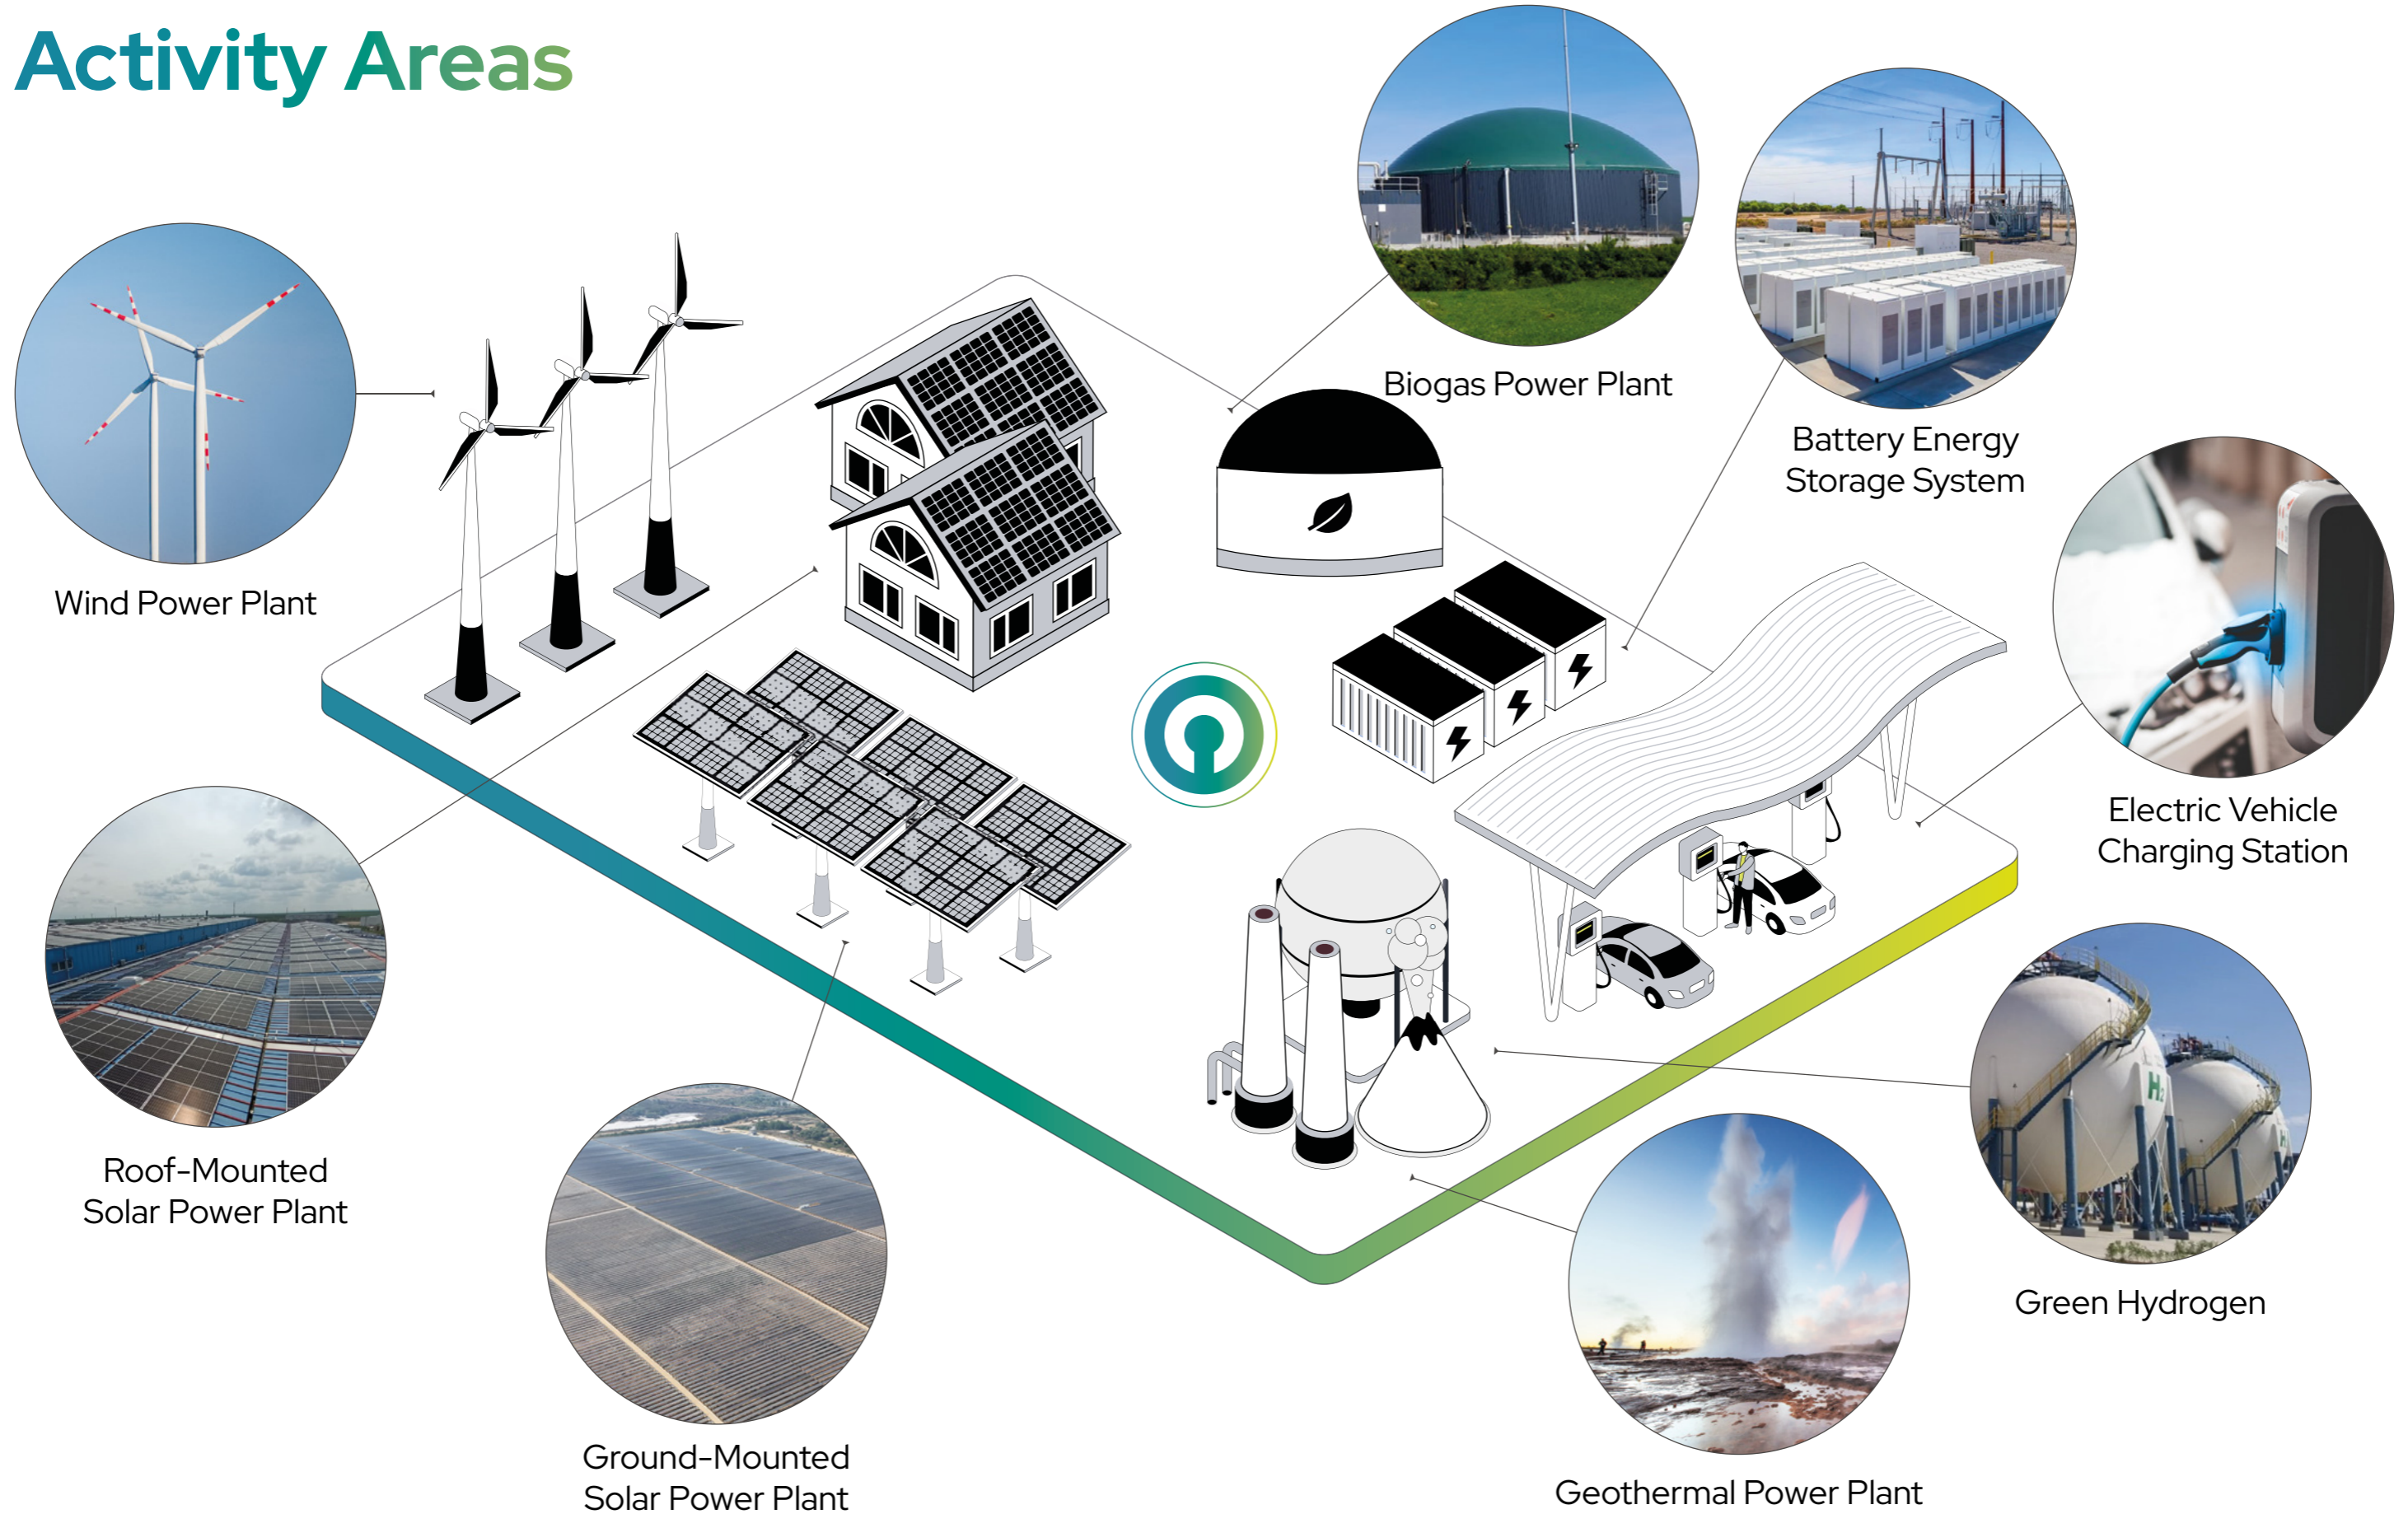 Activity Areas
Biogas Power Plant
Battery Energy
Storage System
Wind Power Plant
Electric Vehicle
Charging Station
Roof-Mounted
Solar Power Plant
H2
Green Hydrogen
Ground-Mounted
Solar Power Plant
Geothermal Power Plant